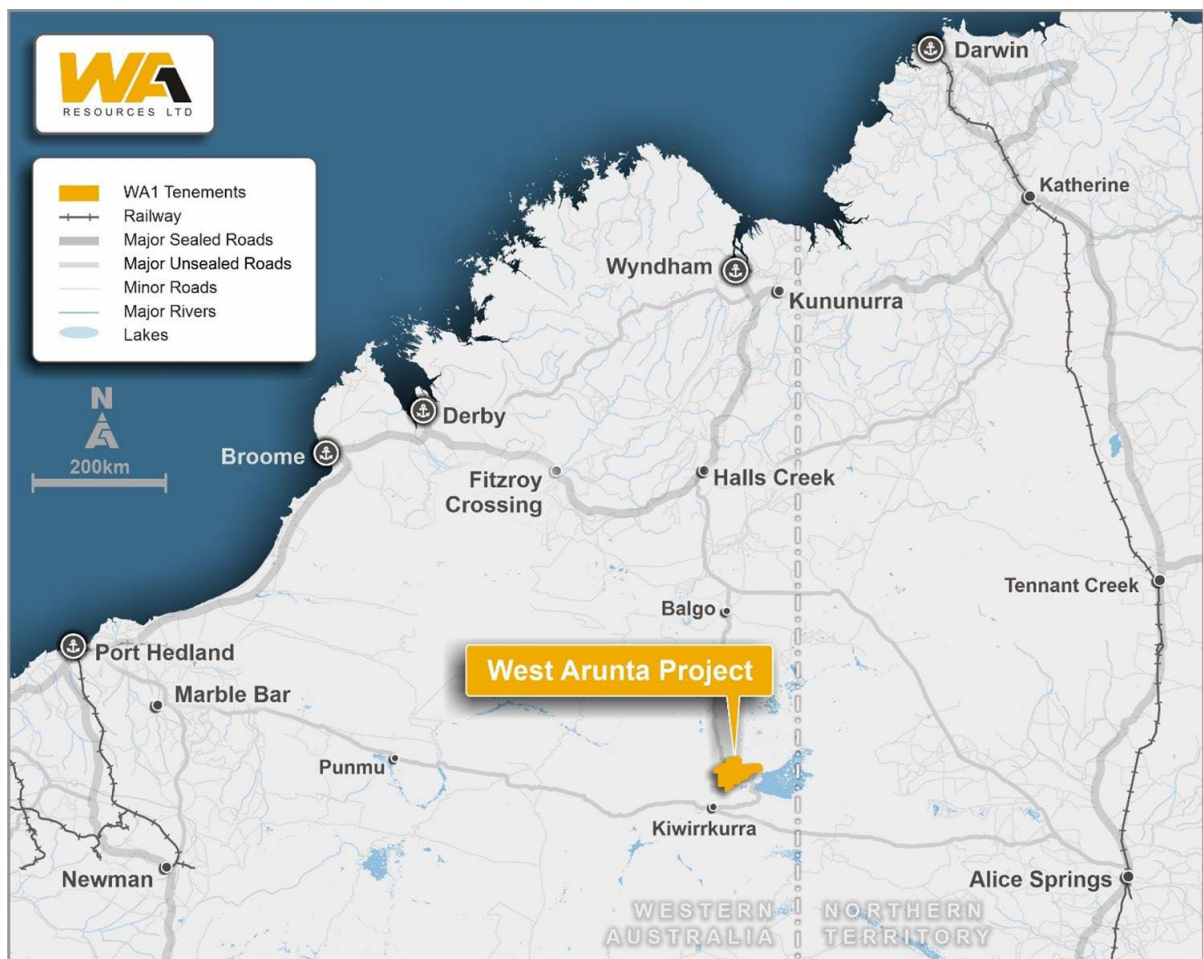 WA1
RESOURCES LTD
WA1 Tenements
Railway
Major Sealed Roads
Major Unsealed Roads
Minor Roads
Major Rivers
Lakes
N
200km
Darwin
Katherine
Wyndham
Kununurra
Derby
Broome
Fitzroy
Crossing
Halls Creek
Tennant Creek
Balgo
Port Hedland
West Arunta Project
Marble Bar
Punmu
Kiwirrkurra
Newman
Alice Springs
WESTERN
AUSTRALIA
NORTHERN
TERRITORY